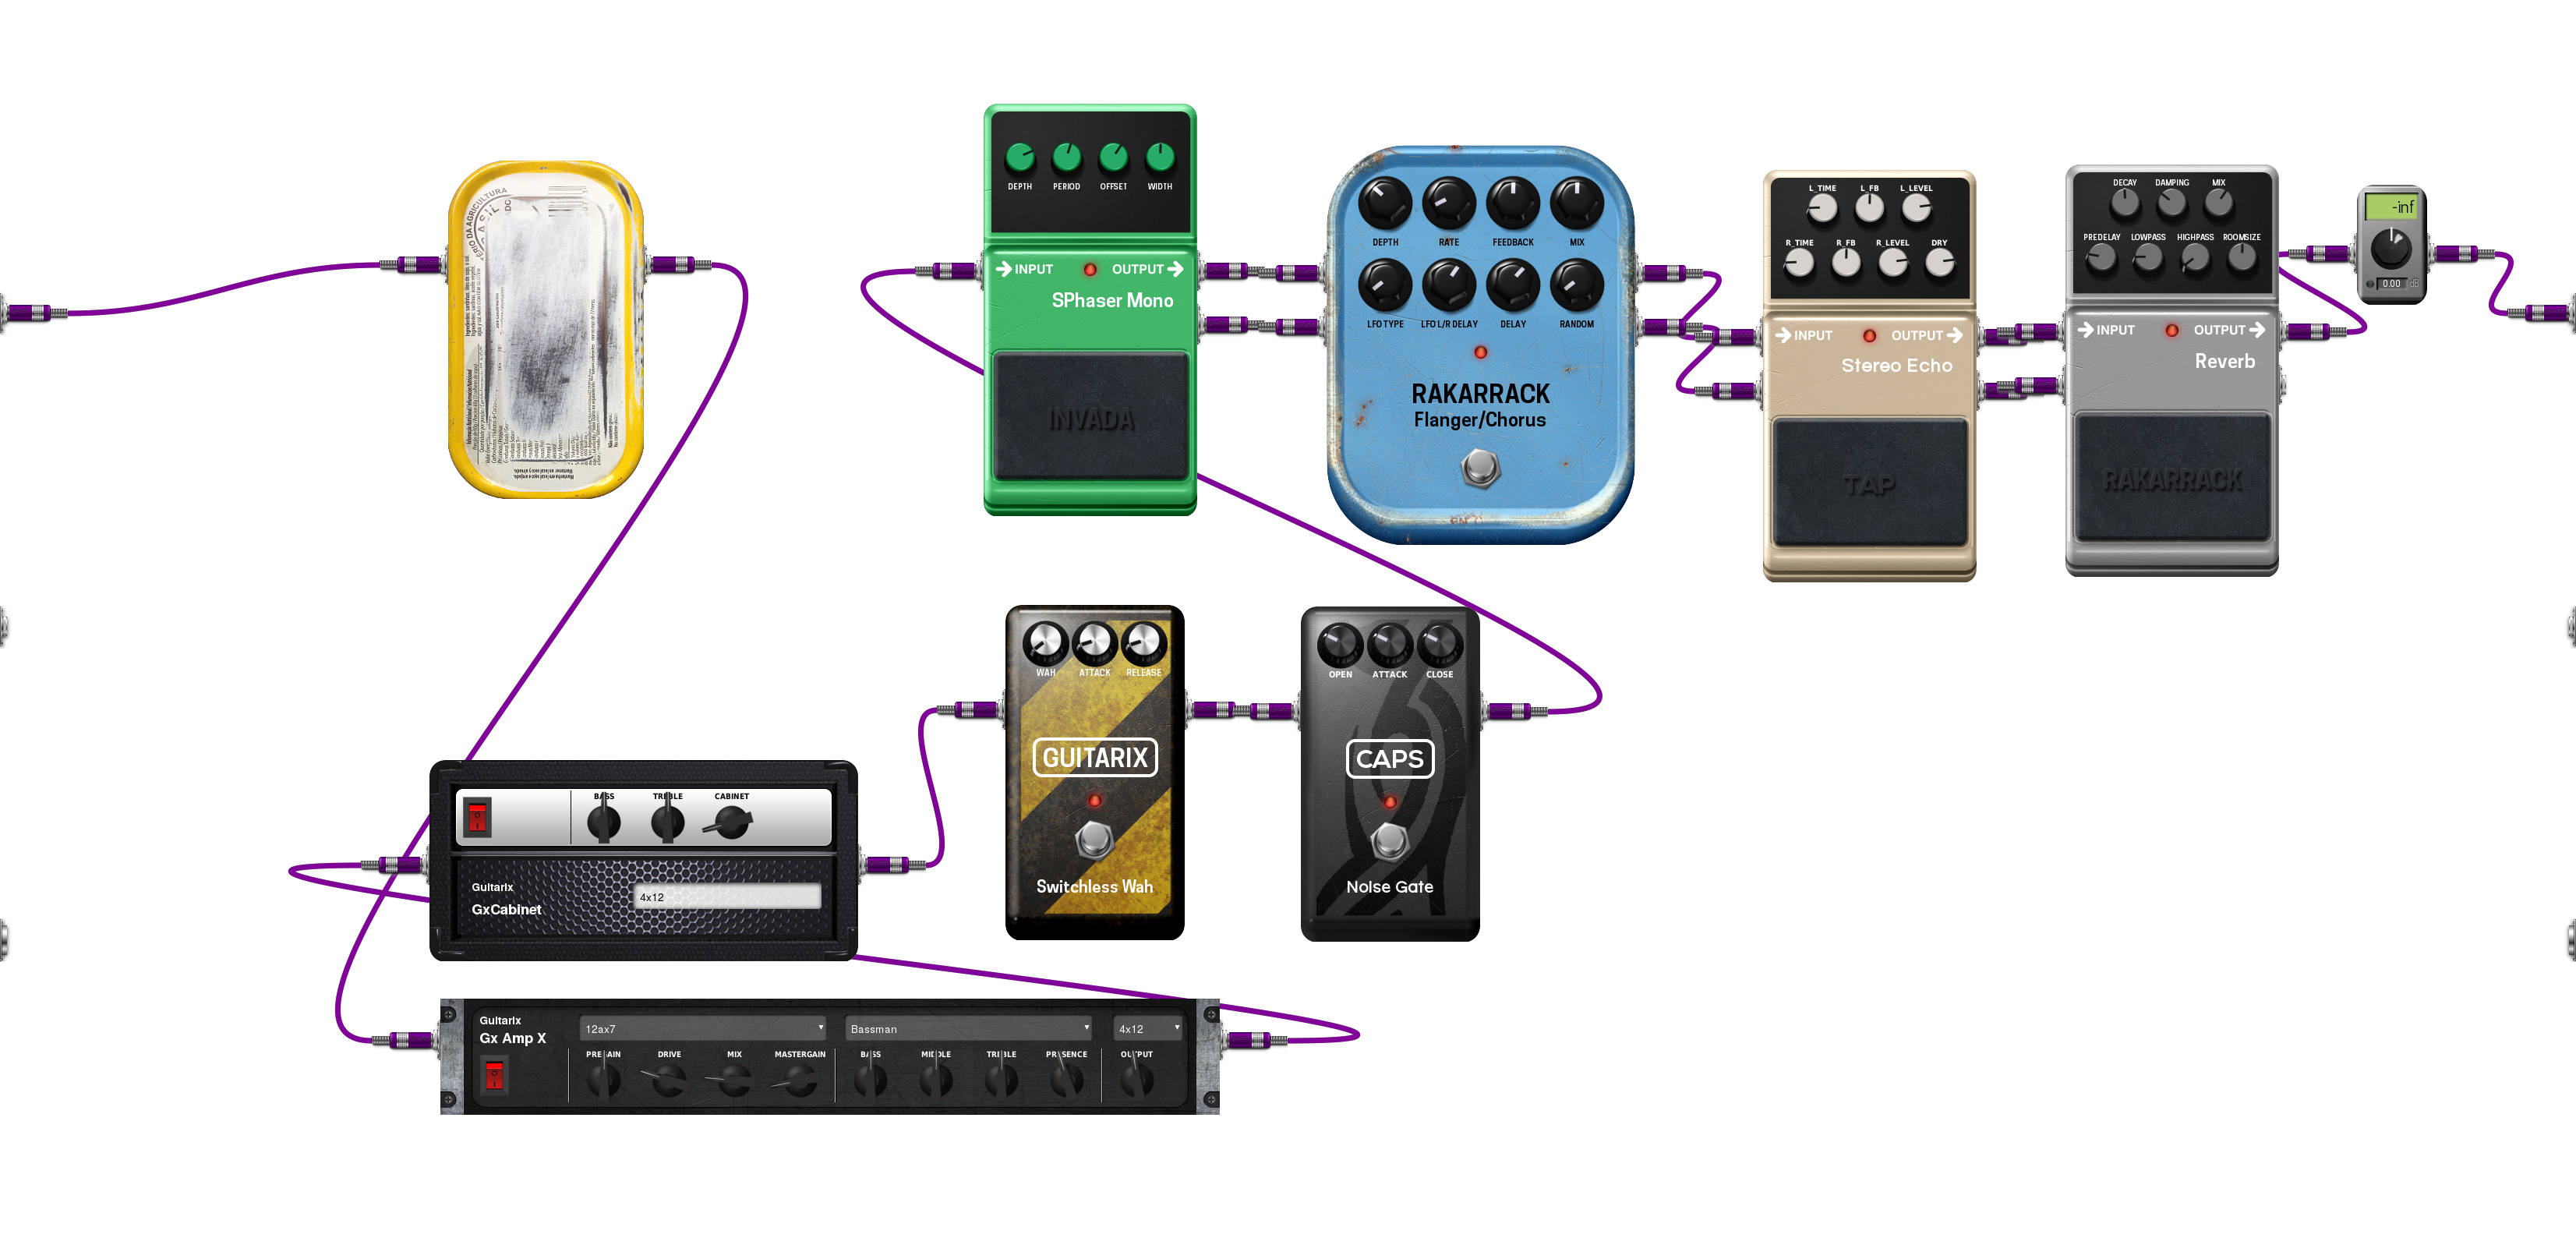 DEPTH PERIOD OFFSET WIDTH
INPUT OUTPUT
SPhaser Mono
INVADA
DEPTH RATE FEEDBACK MIX
LFO TYPE LFO L/R DELAY DELAY RANDOM
RAKARRACK
Flanger/Chorus
L_TIME L_FB L_LEVEL
R_TIME R_FB R_LEVEL DRY
INPUT OUTPUT
Stereo Echo
TAP
DECAY DAMPING MIX
PREDELAY LOWPASS HIGHPASS ROOMSIZE
INPUT OUTPUT
Reverb
RAKARRACK
-inf
0.00 dB
WAH ATTACK RELEASE
GUITARIX
Switchless Wah
OPEN ATTACK CLOSE
CAPS
Noise Gate
BASS TREBLE CABINET
Guitarix
GxCabinet
4x12
Guitarix
Gx Amp X
12ax7
Bassman
4x12
PREGAIN DRIVE MIX MASTERGAIN BASS MIDDLE TREBLE PRESENCE OUTPUT